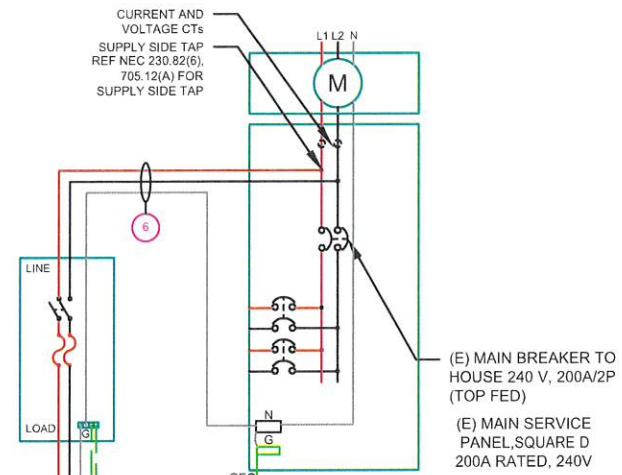 CURRENT AND
VOLTAGE CTs
SUPPLY SIDE TAP
REF NEC 230.82(6),
705.12(A) FOR
SUPPLY SIDE TAP
L1 L2 N
M
6
LINE
LOAD
G
N
G
(E) MAIN BREAKER TO
HOUSE 240 V, 200A/2P
(TOP FED)
(E) MAIN SERVICE
PANEL,SQUARE D
200A RATED, 240V